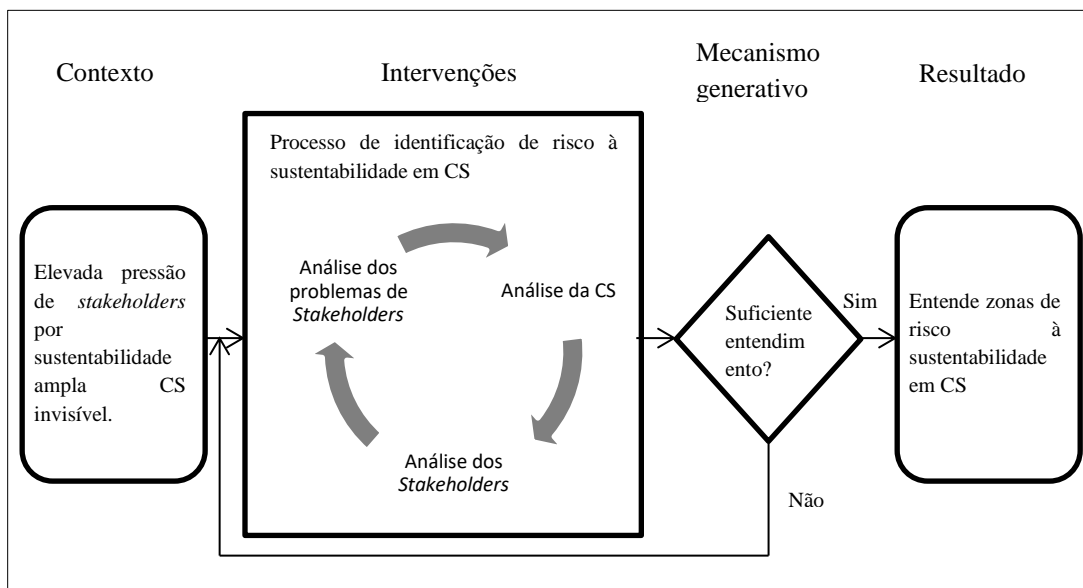 Contexto
Intervenções
Mecanismo
generativo
Resultado
Processo de identificação de risco à
sustentabilidade em CS
Elevada pressão
de stakeholders
por
sustentabilidade
ampla CS
invisível.
Análise dos
problemas de
Stakeholders
Análise da CS
Análise dos
Stakeholders
Suficiente
entendim
ento?
Sim
Não
Entende zonas de
risco à
sustentabilidade
em CS